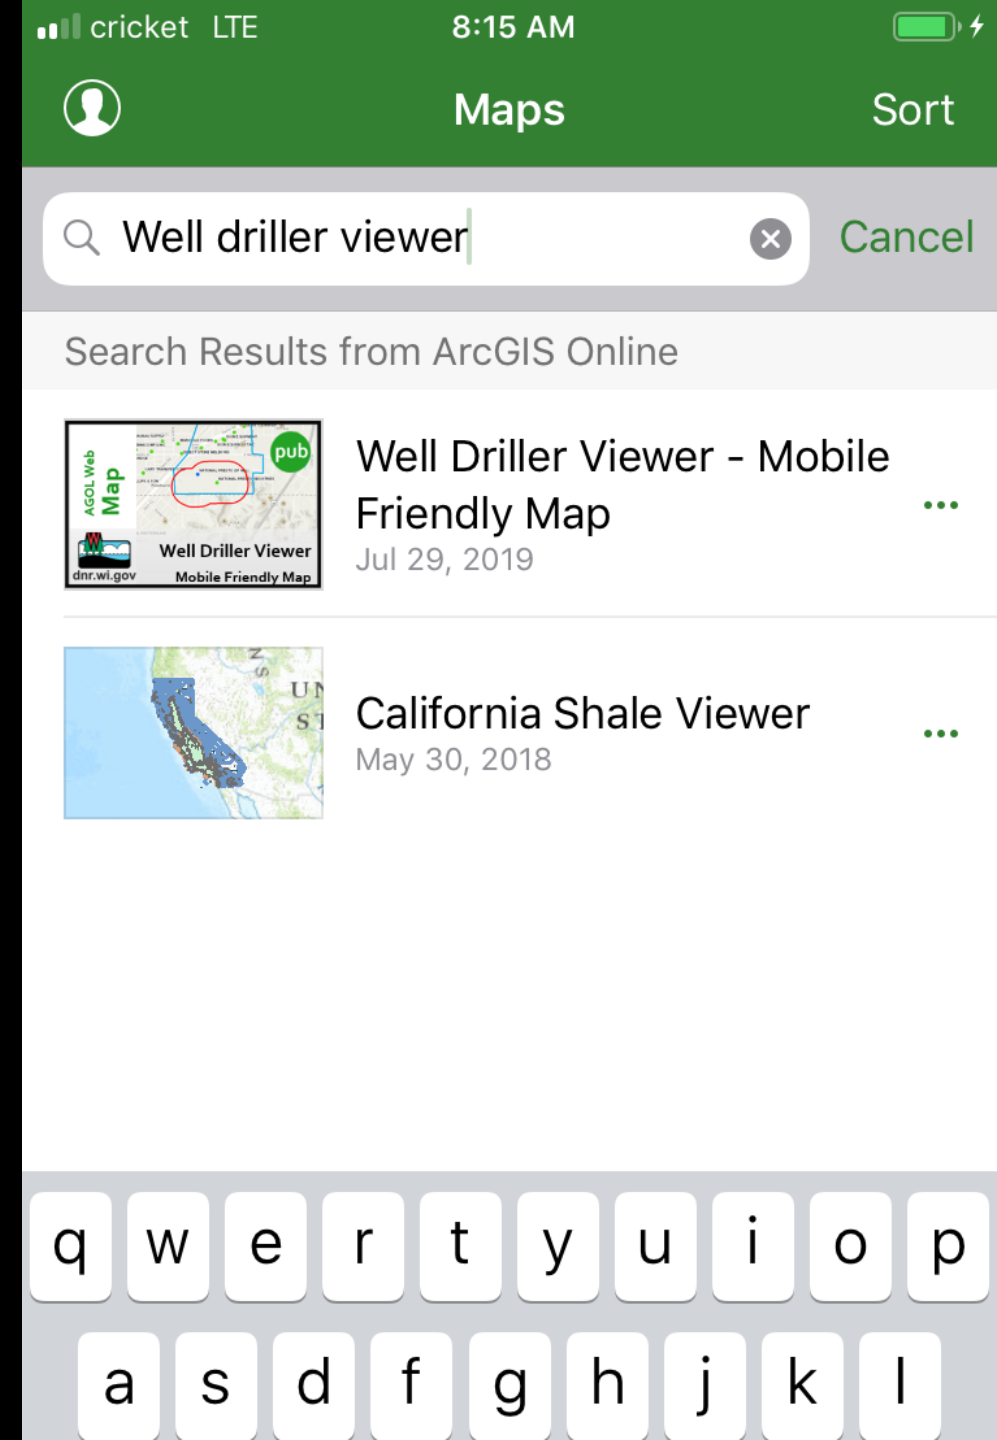 cricket LTE 8:15 AM
Maps Sort
Well driller viewer Cancel
Search Results from ArcGIS Online
AGOL Web
Map
pub
Well Driller Viewer
dnr.wi.gov Mobile Friendly Map
Well Driller Viewer - Mobile
Friendly Map
Jul 29, 2019
N
S
UN
ST
California Shale Viewer
May 30, 2018
q w e r t y u i o p
a s d f g h j k l